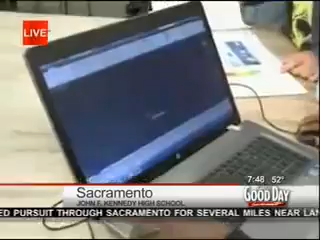 LIVE
Sacramento
JOHN F. KENNEDY HIGH SCHOOL
7:48 52°
GOOD DAY
ED PURSUIT THROUGH SACRAMENTO FOR SEVERAL MILES NEAR LAN